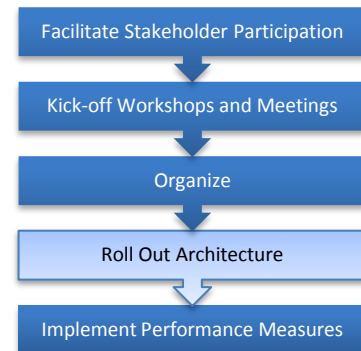 Facilitate Stakeholder Participation
Kick-off Workshops and Meetings
Organize
Roll Out Architecture
Implement Performance Measures